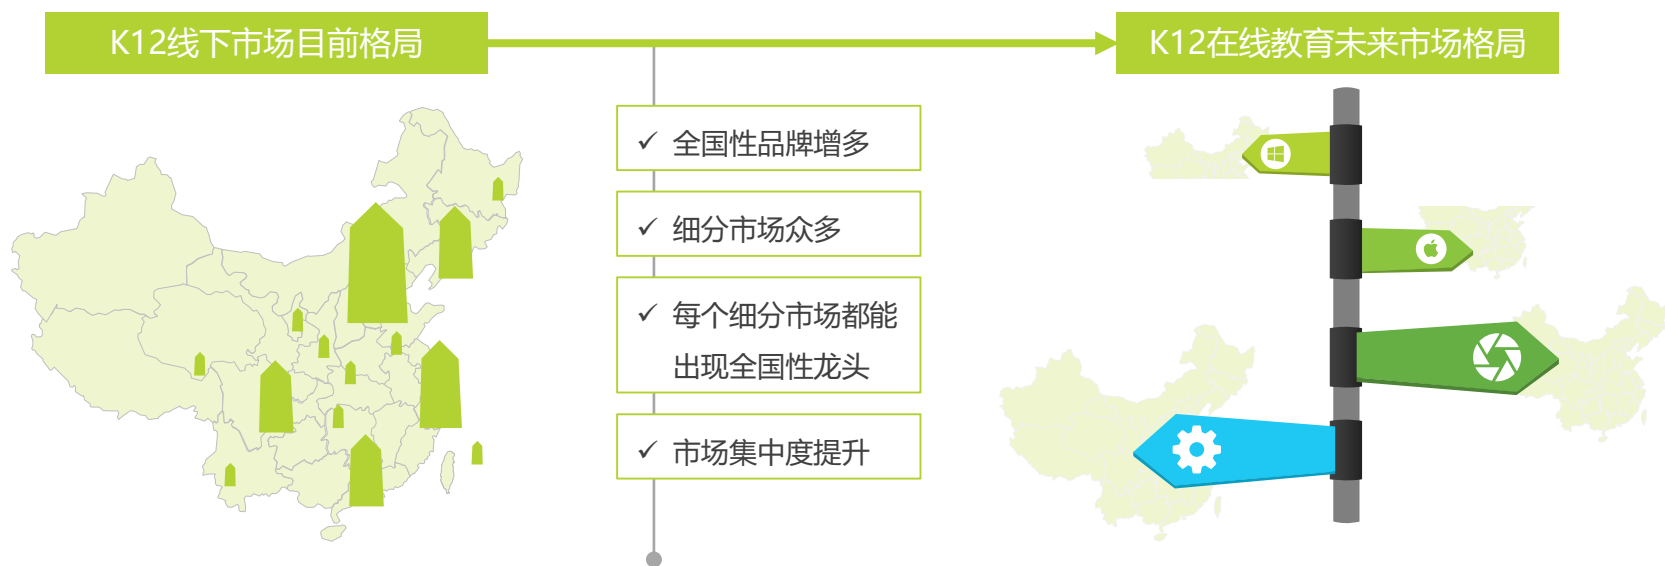 K12线下市场目前格局
K12在线教育未来市场格局
全国性品牌增多
细分市场众多
每个细分市场都能
出现全国性龙头
市场集中度提升